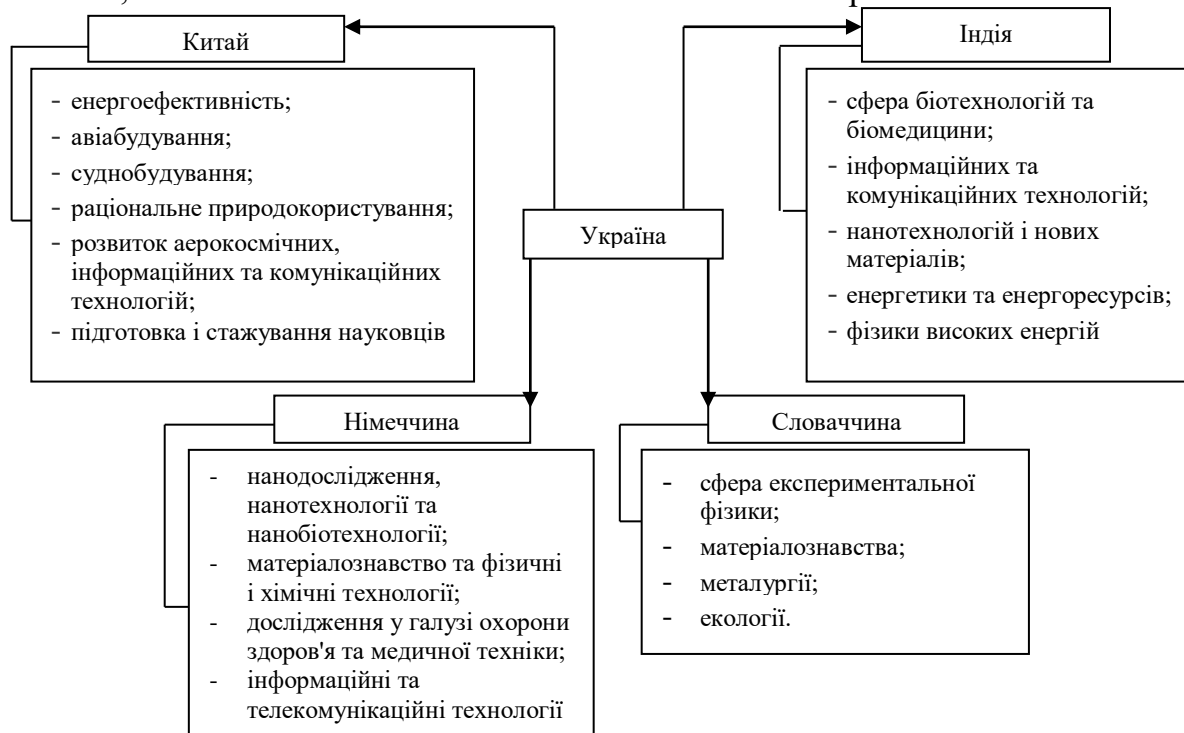 Китай
- енергоефективність;
- авіабудування;
- суднобудування;
- раціональне природокористування;
- розвиток аерокосмічних,
інформаційних та комунікаційних
технологій;
- підготовка і стажування науковців
Індія
- сфера біотехнологій та
біомедицини;
- інформаційних та
комунікаційних технологій;
- нанотехнологій і нових
матеріалів;
- енергетики та енергоресурсів;
- фізики високих енергій
Україна
Німеччина
- нанодослідження,
нанотехнології та
нанобіотехнології;
- матеріалознавство та фізичні
і хімічні технології;
- дослідження у галузі охорони
здоров'я та медичної техніки;
- інформаційні та
телекомунікаційні технології
Словаччина
- сфера експериментальної
фізики;
- матеріалознавства;
- металургії;
- екології.